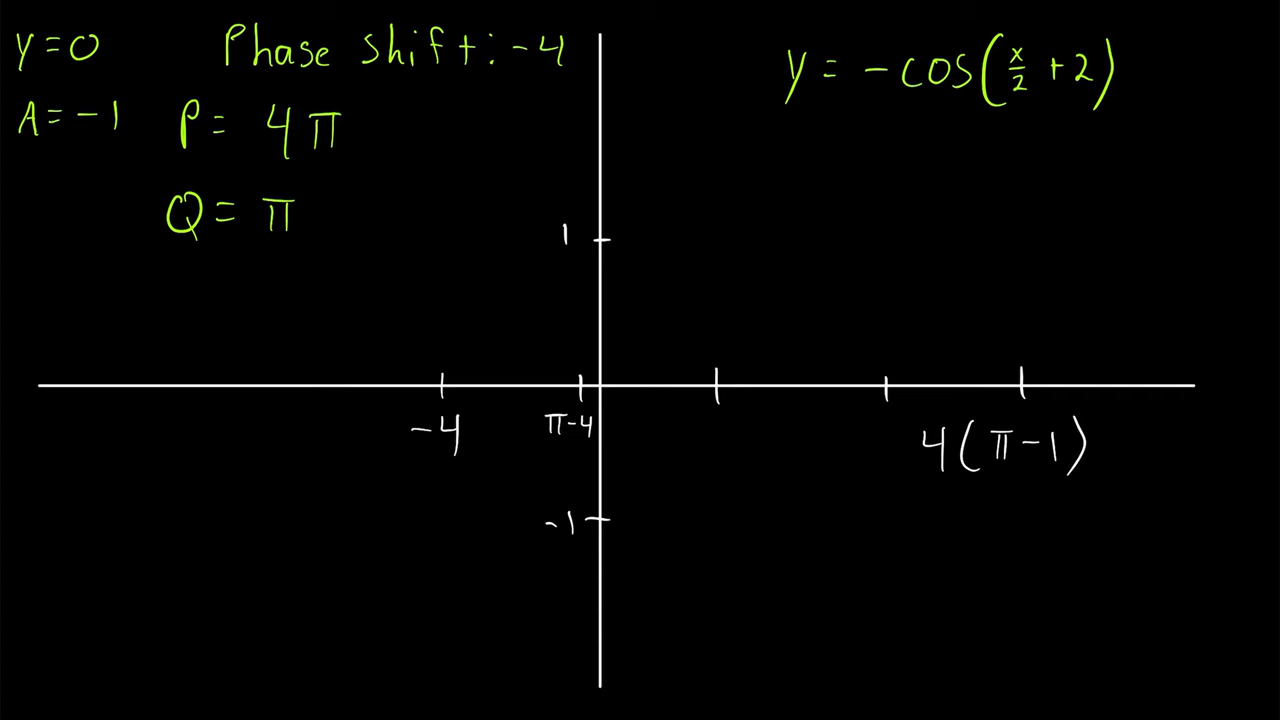 y=0 Phase shift: -4
y = -cos(x/2 + 2)
A=-1 P= 4π
Q= π
1
-4 π-4 4(π-1)
-1